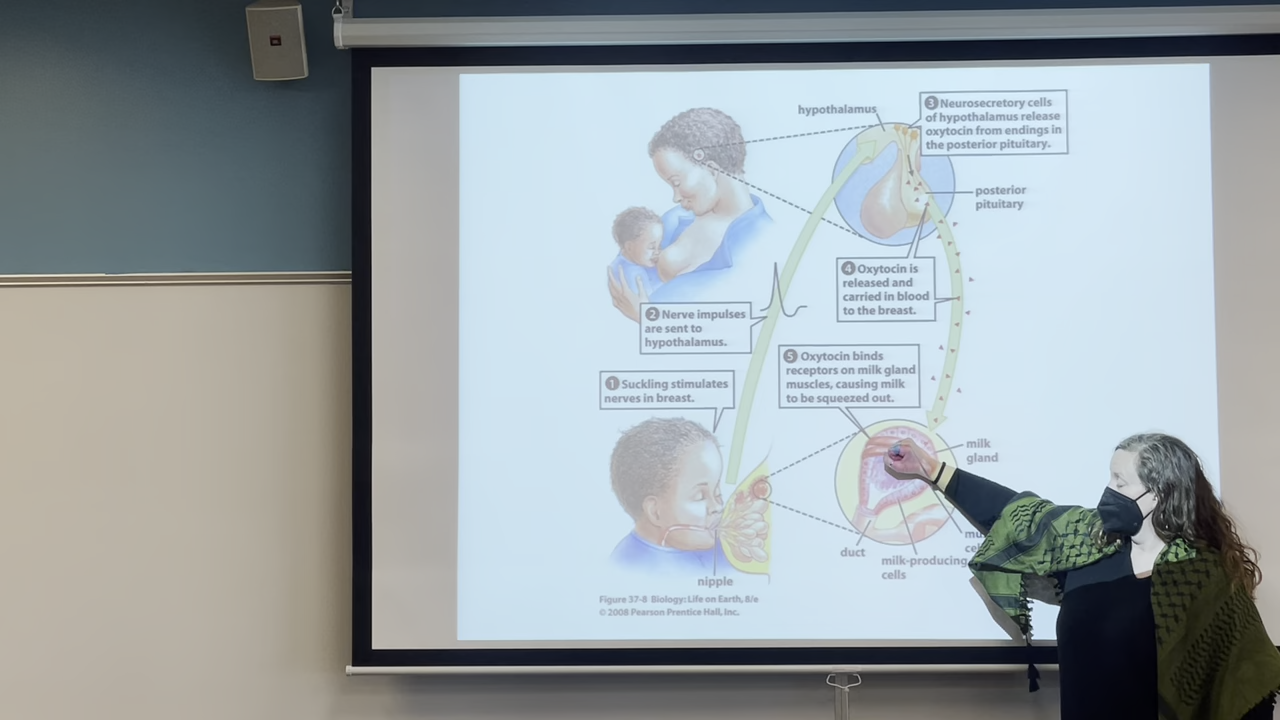 hypothalamus
3 Neurosecretory cells
of hypothalamus release
oxytocin from endings in
the posterior pituitary.
posterior
pituitary
4 Oxytocin is
released and
carried in blood
to the breast.
2 Nerve impulses
are sent to
hypothalamus.
5 Oxytocin binds
receptors on milk gland
muscles, causing milk
to be squeezed out.
1 Suckling stimulates
nerves in breast.
milk
gland
duct
milk-producing
cells
nipple
Figure 37-8 Biology: Life on Earth, 8/e
© 2008 Pearson Prentice Hall, Inc.